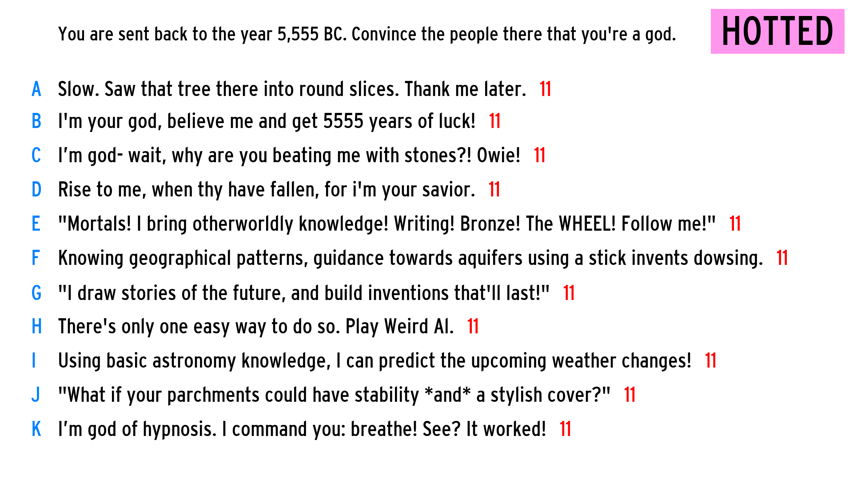 You are sent back to the year 5,555 BC. Convince the people there that you're a god.
HOTTED
A Slow. Saw that tree there into round slices. Thank me later. 11
B I'm your god, believe me and get 5555 years of luck! 11
C I’m god- wait, why are you beating me with stones?! Owie! 11
D Rise to me, when thy have fallen, for i'm your savior. 11
E "Mortals! I bring otherworldly knowledge! Writing! Bronze! The WHEEL! Follow me!" 11
F Knowing geographical patterns, guidance towards aquifers using a stick invents dowsing. 11
G "I draw stories of the future, and build inventions that'll last!" 11
H There's only one easy way to do so. Play Weird Al. 11
I Using basic astronomy knowledge, I can predict the upcoming weather changes! 11
J "What if your parchments could have stability *and* a stylish cover?" 11
K I’m god of hypnosis. I command you: breathe! See? It worked! 11